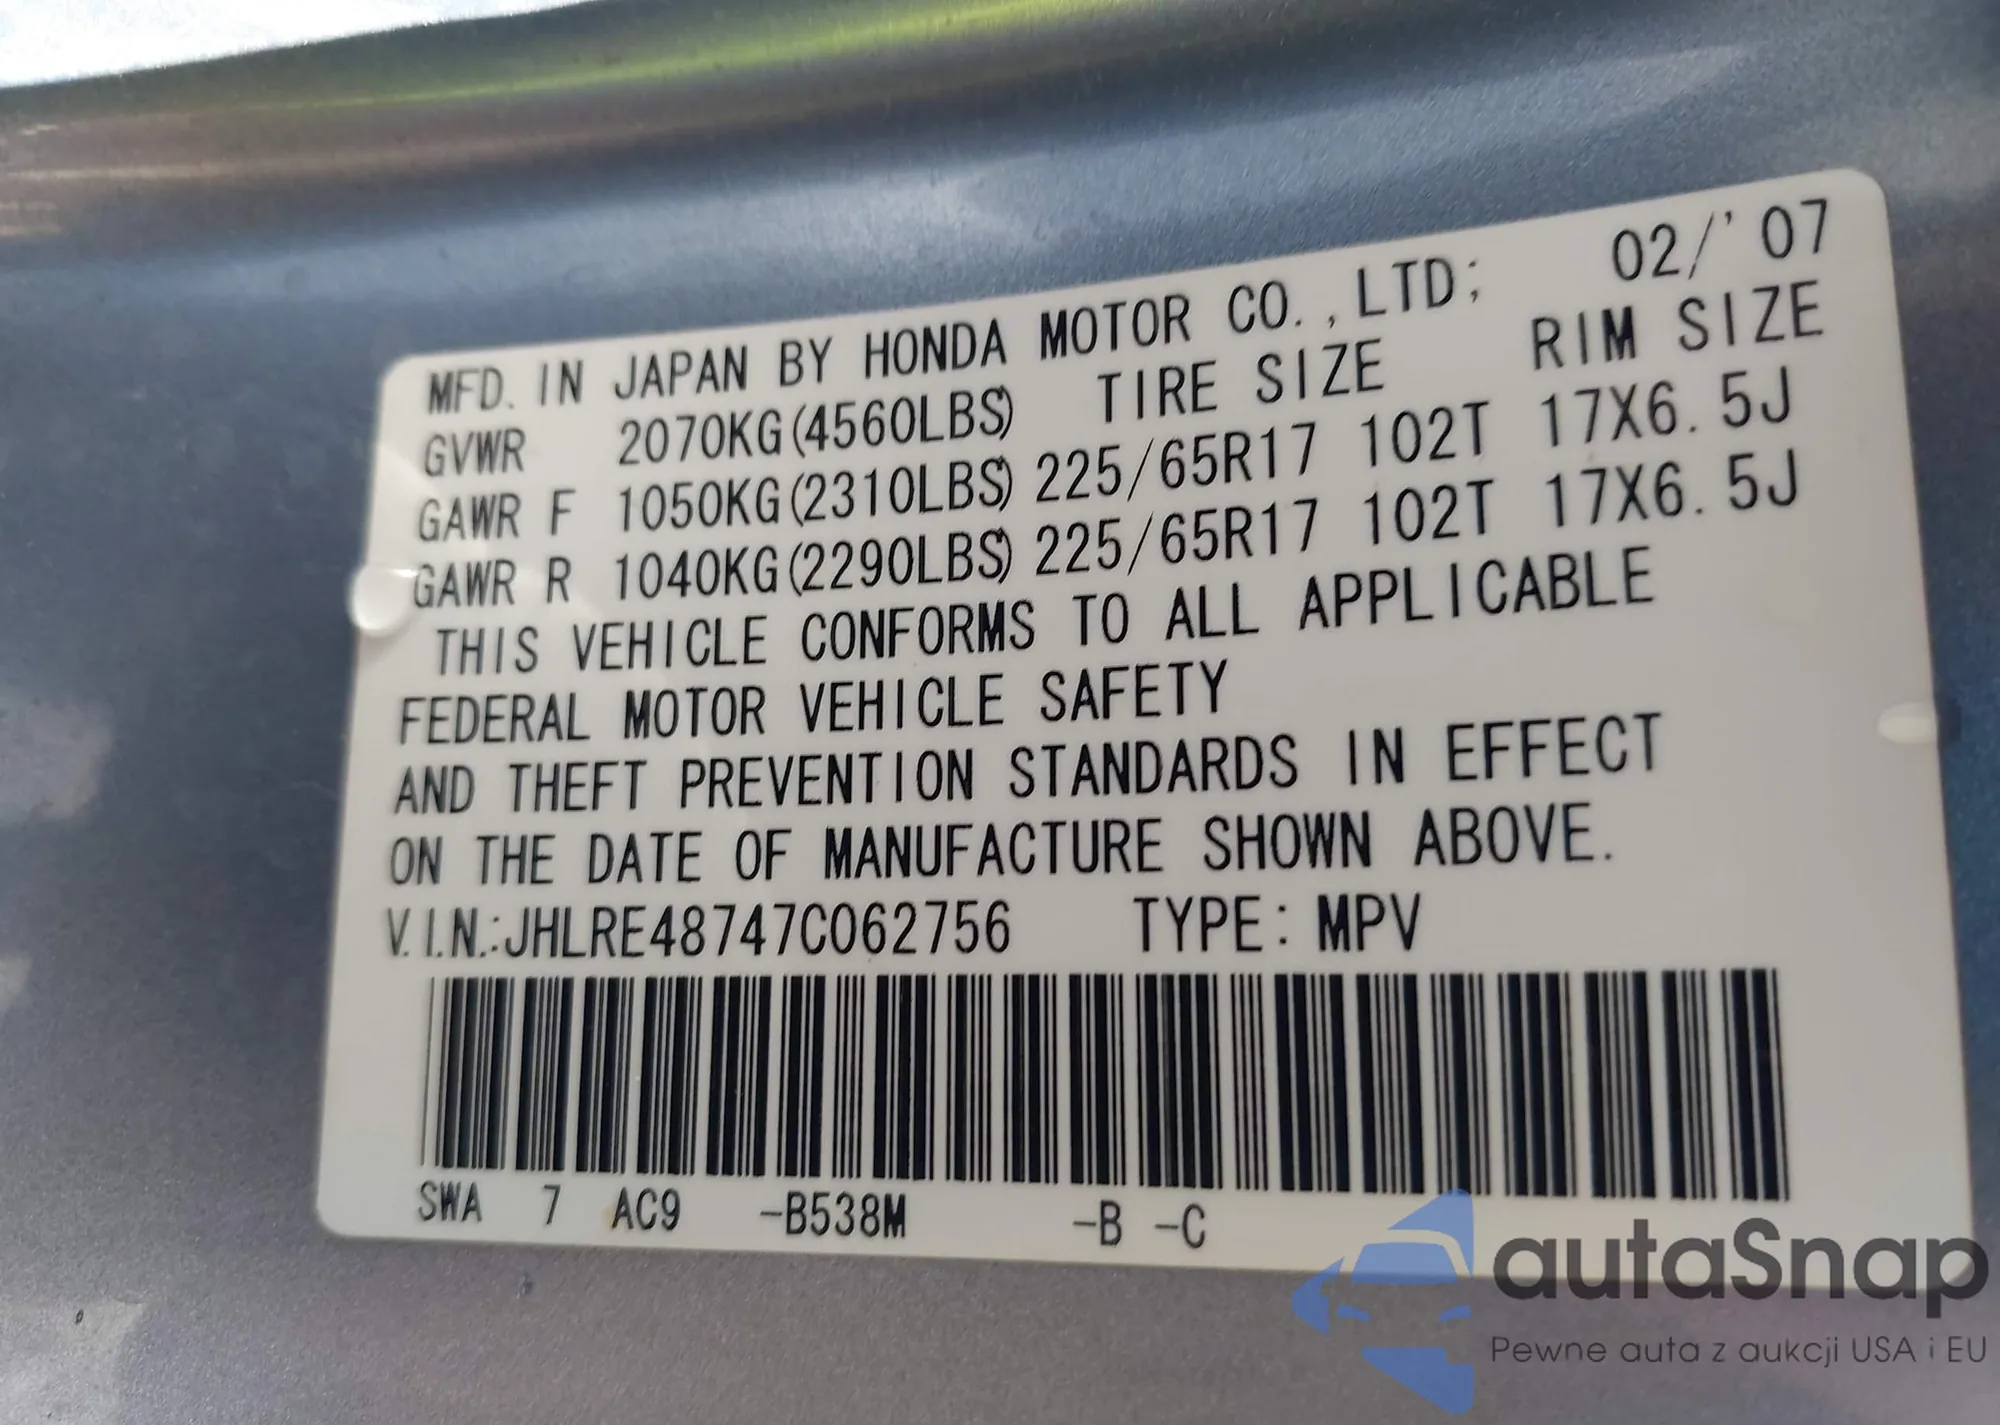 MFD. IN JAPAN BY HONDA MOTOR CO.,LTD; 02/'07
GVWR 2070KG(4560LBS) TIRE SIZE RIM SIZE
GAWR F 1050KG(2310LBS) 225/65R17 102T 17X6.5J
GAWR R 1040KG(2290LBS) 225/65R17 102T 17X6.5J
THIS VEHICLE CONFORMS TO ALL APPLICABLE
FEDERAL MOTOR VEHICLE SAFETY
AND THEFT PREVENTION STANDARDS IN EFFECT
ON THE DATE OF MANUFACTURE SHOWN ABOVE.
V.I.N.:JHLRE48747C062756 TYPE: MPV
SWA 7 AC9 -B538M -B -C
autaSnap
Pewne auta z aukcji USA i EU